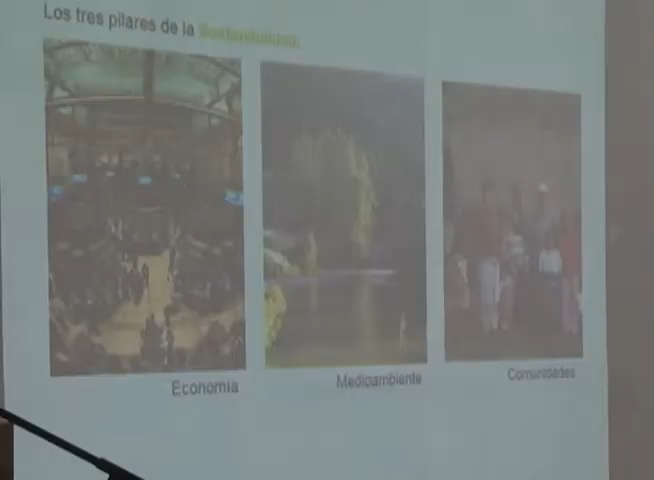 Los tres pilares de la
Economía
Medioambiente
Comunidades